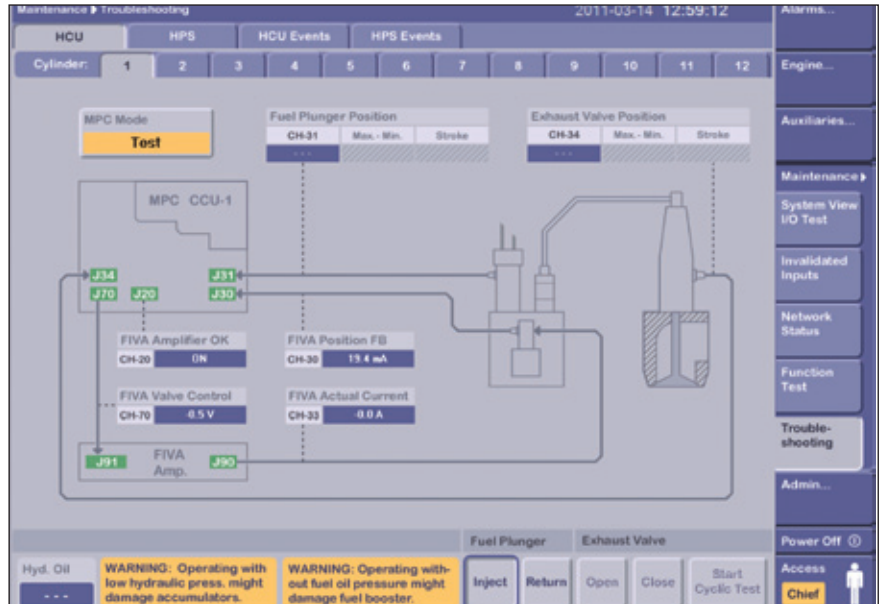 Maintenance ▶ Troubleshooting
2011-03-14 12:59:12
HCU HPS HCU Events HPS Events
Cylinder: 1 2 3 4 5 6 7 8 9 10 11 12
MPC Mode
Test
Fuel Plunger Position
CH-31 Max. - Min. Stroke
- - -
Exhaust Valve Position
CH-34 Max. - Min. Stroke
- - -
MPC CCU-1
J34 J31
J70 J20 J30
FIVA Amplifier OK
CH-20 ON
FIVA Position FB
CH-30 19.4 mA
FIVA Valve Control
CH-70 -0.5 V
FIVA Actual Current
CH-33 -0.0 A
J91 FIVA Amp. J90
Fuel Plunger
Exhaust Valve
Hyd. Oil
- - -
WARNING: Operating with
low hydraulic press. might
damage accumulators.
WARNING: Operating with-
out fuel oil pressure might
damage fuel booster.
Inject Return Open Close Start
Cyclic Test
Alarms...
Engine...
Auxiliaries...
Maintenance ▶
System View
I/O Test
Invalidated
Inputs
Network
Status
Function
Test
Trouble-
shooting
Admin...
Power Off
Access
Chief